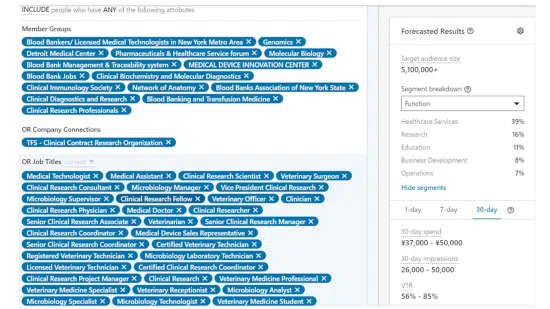 INCLUDE people who have ANY of the following attributes
Member Groups
Blood Bankers/ Licensed Medical Technologists in New York Metro Area ✕ Genomics ✕
Detroit Medical Center ✕ Pharmaceuticals & Healthcare Service forum ✕ Molecular Biology ✕
Blood Bank Management & Traceability system ✕ MEDICAL DEVICE INNOVATION CENTER ✕
Blood Bank Jobs ✕ Clinical Biochemistry and Molecular Diagnostics ✕
Clinical Immunology Society ✕ Network of Anatomy ✕ Blood Banks Association of New York State ✕
Clinical Diagnostics and Research ✕ Blood Banking and Transfusion Medicine ✕
Clinical Research Professionals ✕
OR Company Connections
TFS - Clinical Contract Research Organization ✕
OR Job Titles current
Medical Technologist ✕ Medical Assistant ✕ Clinical Research Scientist ✕ Veterinary Surgeon ✕
Clinical Research Consultant ✕ Microbiology Manager ✕ Vice President Clinical Research ✕
Microbiology Supervisor ✕ Clinical Research Fellow ✕ Veterinary Officer ✕ Clinician ✕
Clinical Research Physician ✕ Medical Doctor ✕ Clinical Researcher ✕
Senior Clinical Research Associate ✕ Veterinarian ✕ Senior Clinical Research Manager ✕
Clinical Research Coordinator ✕ Medical Device Sales Representative ✕
Senior Clinical Research Coordinator ✕ Certified Veterinary Technician ✕
Registered Veterinary Technician ✕ Microbiology Laboratory Technician ✕
Licensed Veterinary Technician ✕ Certified Clinical Research Coordinator ✕
Clinical Research Project Manager ✕ Clinical Research ✕ Veterinary Medicine Professional ✕
Veterinary Medicine Specialist ✕ Veterinary Receptionist ✕ Microbiology Analyst ✕
Microbiology Specialist ✕ Microbiology Technologist ✕ Veterinary Medicine Student ✕
Forecasted Results
Target audience size
5,100,000+
Segment breakdown
Function
Healthcare Services 39%
Research 16%
Education 11%
Business Development 8%
Operations 7%
Hide segments
1-day 7-day 30-day
30-day spend
¥37,000 - ¥50,000
30-day impressions
26,000 - 50,000
VTR
56% - 85%